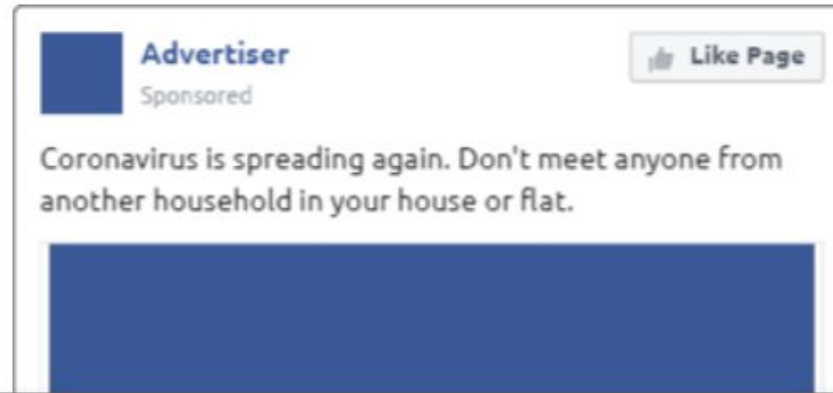 Advertiser
Like Page
Sponsored
Coronavirus is spreading again. Don't meet anyone from
another household in your house or flat.